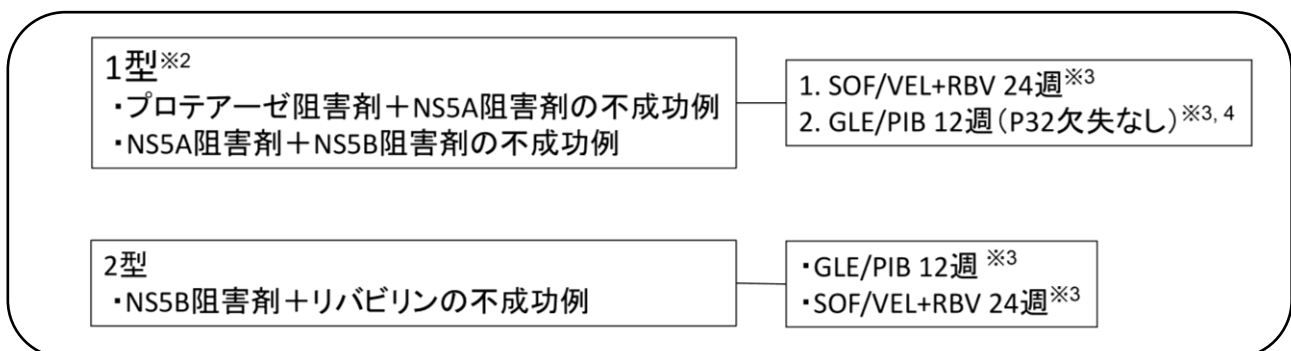 1型※2
・プロテアーゼ阻害剤＋NS5A阻害剤の不成功例
・NS5A阻害剤＋NS5B阻害剤の不成功例
1. SOF/VEL+RBV 24週※3
2. GLE/PIB 12週（P32欠失なし）※3, 4
2型
・NS5B阻害剤＋リバビリンの不成功例
・GLE/PIB 12週 ※3
・SOF/VEL+RBV 24週※3